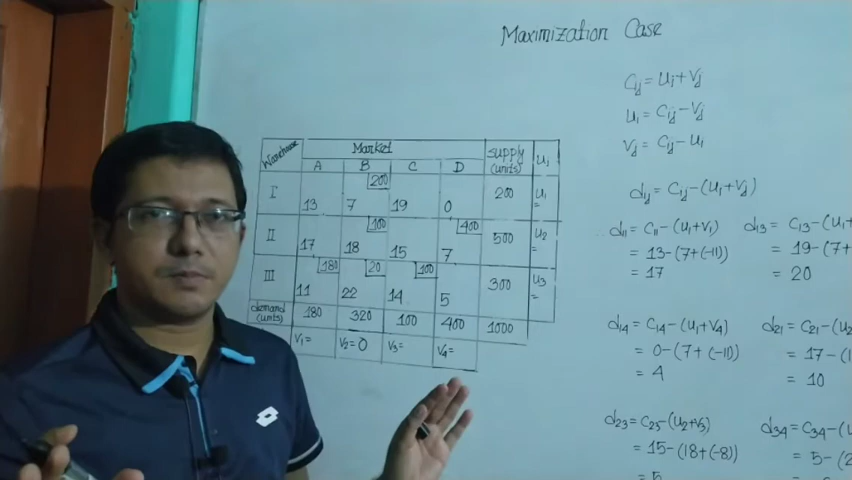 Maximization Case
Warehouse Market supply (units) Ui
A B C D
I 13 200 7 19 0 200 U1 =
II 17 100 18 15 400 7 500 U2 =
III 180 11 20 22 100 14 5 300 U3 =
demand (units) 180 320 100 400 1000
V1= V2=0 V3= V4=
Cij = Ui+Vj
Ui = Cij-Vj
Vj = Cij-Ui
dij = Cij-(Ui+Vj)
d11 = C11-(U1+V1)
= 13-(7+(-11))
= 17
d13 = C13-(U1+
= 19-(7+
= 20
d14 = C14-(U1+V4)
= 0-(7+(-11))
= 4
d21 = C21-(U2
= 17-(1
= 10
d23 = C23-(U2+V3)
= 15-(18+(-8))
= 5
d34 = C34-(U
= 5-(2